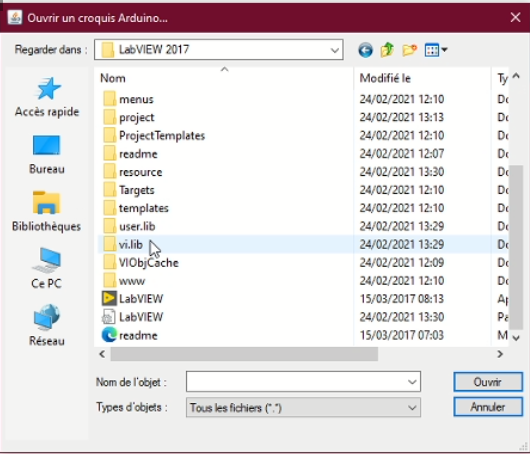 Ouvrir un croquis Arduino...
Regarder dans : LabVIEW 2017
Nom Modifié le Ty
menus 24/02/2021 12:10 Do
project 24/02/2021 13:13 Do
ProjectTemplates 24/02/2021 12:10 Do
readme 24/02/2021 12:07 Do
resource 24/02/2021 13:30 Do
Targets 24/02/2021 12:10 Do
templates 24/02/2021 12:10 Do
user.lib 24/02/2021 13:29 Do
vi.lib 24/02/2021 13:29 Do
VIObjCache 24/02/2021 12:09 Do
www 24/02/2021 12:10 Do
LabVIEW 15/03/2017 08:13 Ap
LabVIEW 24/02/2021 13:30 Pa
readme 15/03/2017 07:03 M
Accès rapide
Bureau
Bibliothèques
Ce PC
Réseau
Nom de l'objet : Ouvrir
Types d'objets : Tous les fichiers (*.*) Annuler